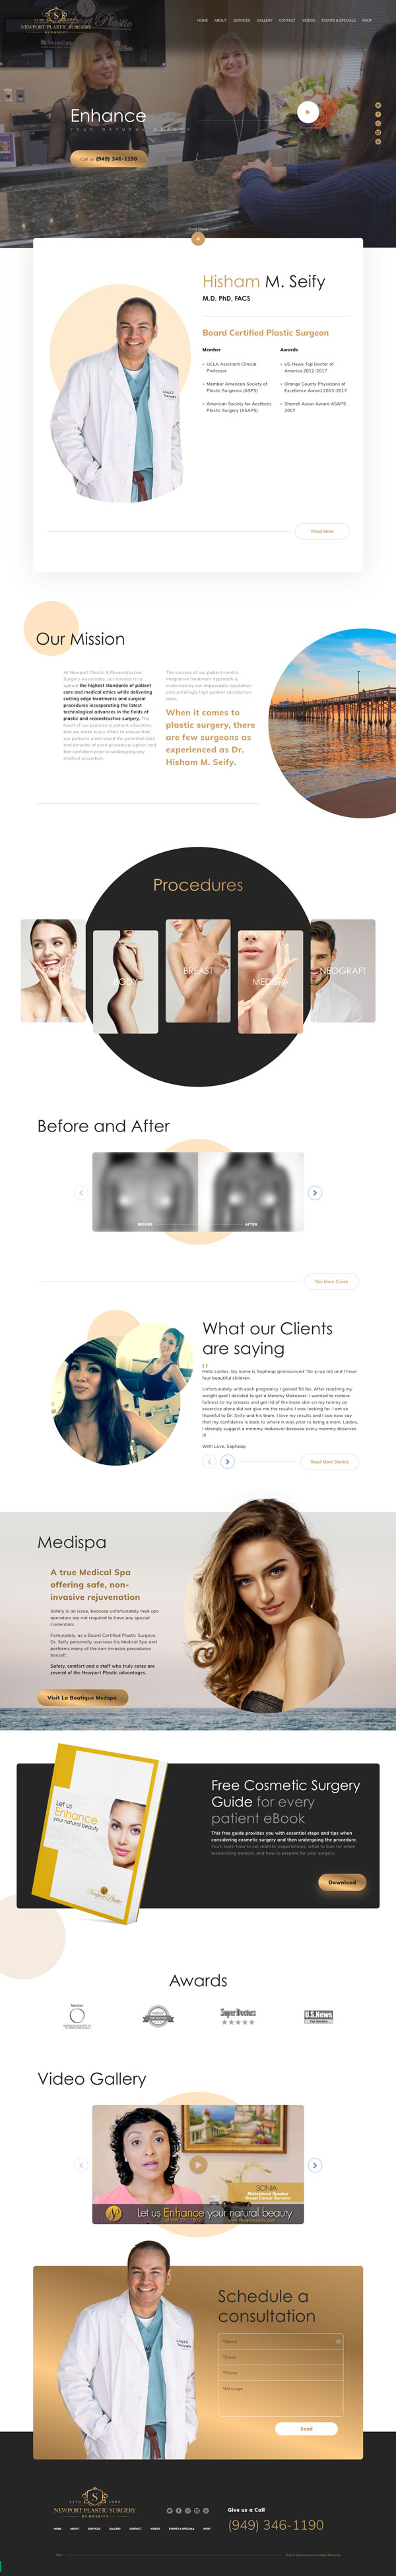 NEWPORT PLASTIC SURGERY
BY DRSEIFY
HOME ABOUT SERVICES GALLERY CONTACT VIDEOS EVENTS & SPECIALS SHOP
Enhance
YOUR NATURAL BEAUTY
Call us (949) 346-1190
Scroll Down
Hisham M. Seify
M.D. PhD, FACS
Board Certified Plastic Surgeon
Member
UCLA Assistant Clinical
Professor
Member American Society of
Plastic Surgeons (ASPS)
American Society for Aesthetic
Plastic Surgery (ASAPS)
Awards
US News Top Doctor of
America 2012-2017
Orange County Physicians of
Excellence Award 2015-2017
Sherrell Aston Award ASAPS,
2007
Read More
Our Mission
At Newport Plastic & Reconstructive
Surgery Associates, our mission is to
uphold the highest standards of patient
care and medical ethics while delivering
cutting edge treatments and surgical
procedures incorporating the latest
technological advances in the fields of
plastic and reconstructive surgery. The
heart of our practice is patient education,
and we make every effort to ensure that
our patients understand the potential risks
and benefits of each procedural option and
feel confident prior to undergoing any
medical procedure.
The success of our patient-centric,
integrative treatment approach is
evidenced by our impeccable reputation
and unfailingly high patient satisfaction
rates.
When it comes to
plastic surgery, there
are few surgeons as
experienced as Dr.
Hisham M. Seify.
Procedures
FACE
BODY
BREAST
MEDISPA
NEOGRAFT
Before and After
BEFORE
AFTER
See More Cases
What our Clients
are saying
Hello Ladies, My name is Sopheap (pronounced "So-p-up lol) and I have
four beautiful children.
Unfortunately with each pregnancy I gained 50 lbs. After reaching my
weight goal I decided to get a Mommy Makeover. I wanted to restore
fullness to my breasts and get rid of the loose skin on my tummy as
exercise alone did not give me the results I was looking for. I am so
thankful to Dr. Seify and his team. I love my results and I can now say
that my confidence is back to where it was prior to being a mom. Ladies,
I strongly suggest a mommy makeover because every mommy deserves
it!
With Love, Sopheap
Read More Stories
Medispa
A true Medical Spa
offering safe, non-
invasive rejuvenation
Safety is an issue, because unfortunately med spa
operators are not required to have any special
credentials.
Fortunately, as a Board Certified Plastic Surgeon,
Dr. Seify personally oversees his Medical Spa and
performs many of the non-invasive procedures
himself.
Safety, comfort and a staff who truly cares are
several of the Newport Plastic advantages.
Visit La Boutique Medspa
Let us
Enhance
your natural beauty
Newport Plastic
Free Cosmetic Surgery
Guide for every
patient eBook
This free guide provides you with essential steps and tips when
considering cosmetic surgery and then undergoing the procedure.
You'll learn how to set realistic expectations, what to look for when
researching doctors, and how to prepare for your surgery.
Download
Awards
Member
Super Doctors
U.S.News
Top Doctors
Video Gallery
SONIA
Motivational Speaker
Breast Cancer Survivor
Let us Enhance your natural beauty
Schedule a
consultation
*Name
*Email
*Phone
*Message
Send
NEWPORT PLASTIC SURGERY
BY DRSEIFY
HOME ABOUT SERVICES GALLERY CONTACT VIDEOS EVENTS & SPECIALS SHOP
Give us a Call
(949) 346-1190